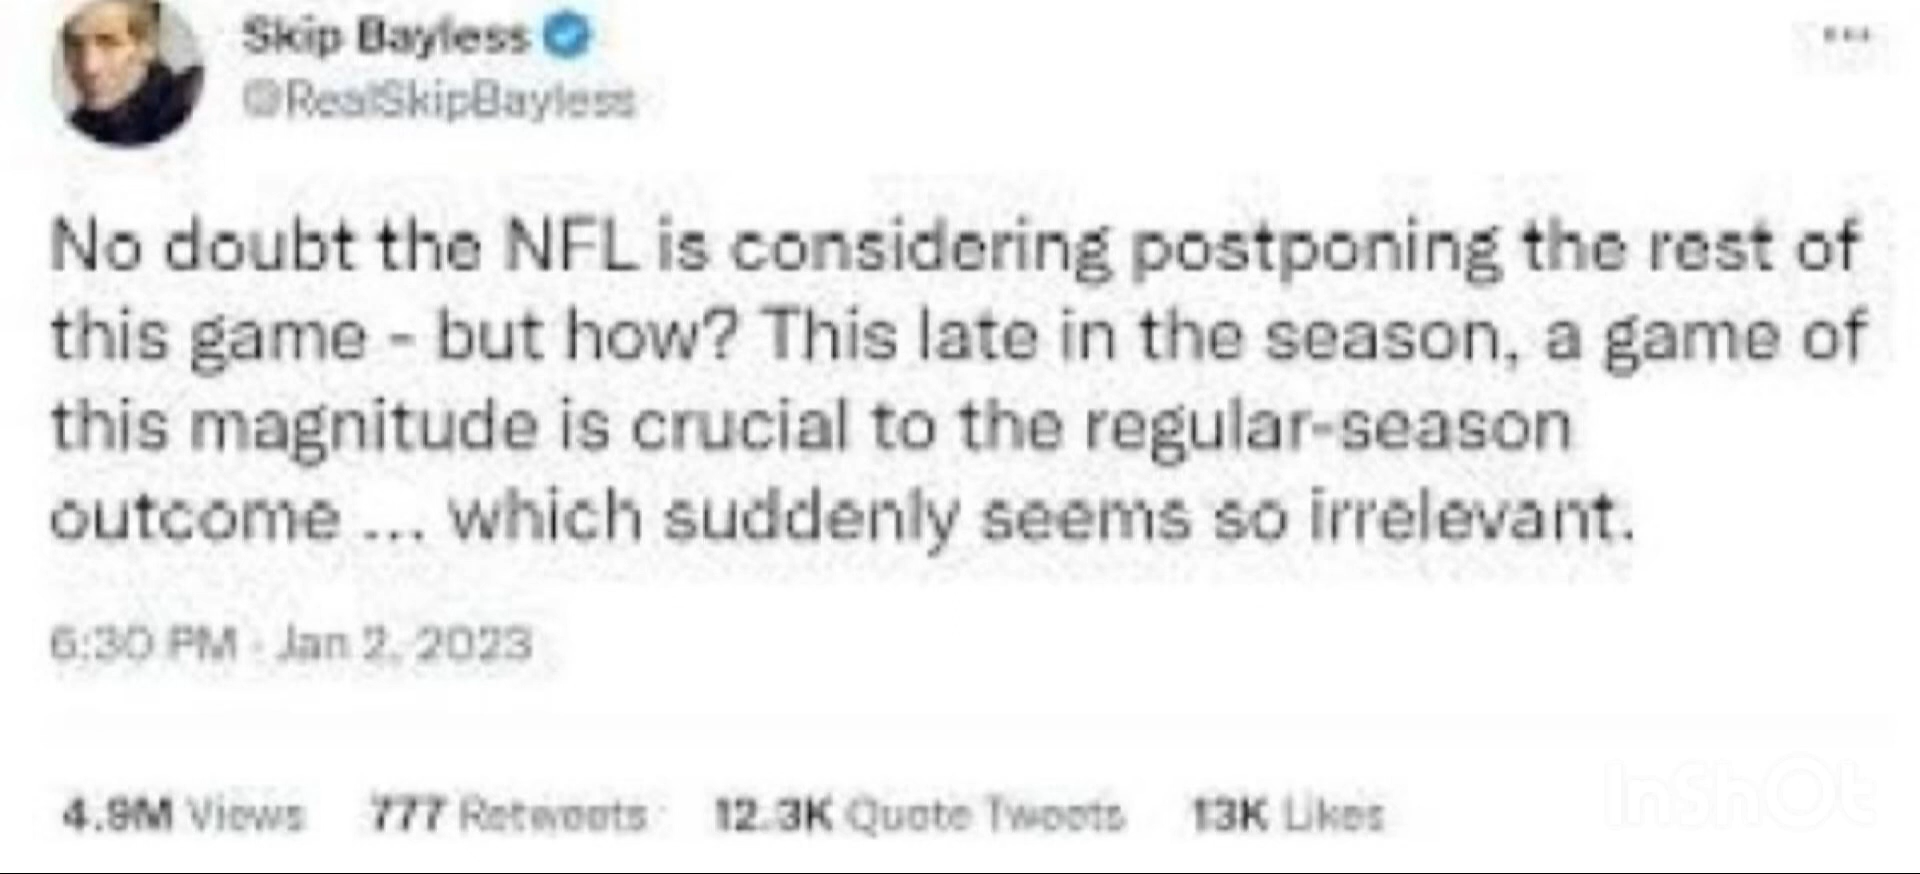 Skip Bayless
@RealSkipBayless
No doubt the NFL is considering postponing the rest of
this game - but how? This late in the season, a game of
this magnitude is crucial to the regular-season
outcome ... which suddenly seems so irrelevant.
6:30 PM · Jan 2, 2023
4.9M Views 777 Retweets 12.3K Quote Tweets 13K Likes
InShOt